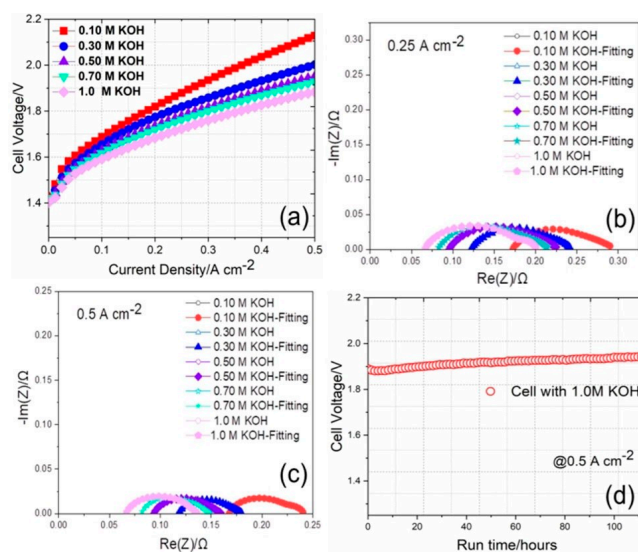 (a)
Cell Voltage/V
2.2
2.0
1.8
1.6
1.4
0.10 M KOH
0.30 M KOH
0.50 M KOH
0.70 M KOH
1.0 M KOH
0.0
0.1
0.2
0.3
0.4
0.5
Current Density/A cm⁻²
(b)
0.25 A cm⁻²
-Im(Z)/Ω
0.30
0.25
0.20
0.15
0.10
0.05
0.00
0.10 M KOH
0.10 M KOH-Fitting
0.30 M KOH
0.30 M KOH-Fitting
0.50 M KOH
0.50 M KOH-Fitting
0.70 M KOH
0.70 M KOH-Fitting
1.0 M KOH
1.0 M KOH-Fitting
0.00
0.05
0.10
0.15
0.20
0.25
0.30
Re(Z)/Ω
(c)
0.5 A cm⁻²
-Im(Z)/Ω
-0.25
-0.20
0.15
0.10
0.05
0.00
0.10 M KOH
0.10 M KOH-Fitting
0.30 M KOH
0.30 M KOH-Fitting
0.50 M KOH
0.50 M KOH-Fitting
0.70 M KOH
0.70 M KOH-Fitting
1.0 M KOH
1.0 M KOH-Fitting
0.00
0.05
0.10
0.15
0.20
0.25
Re(Z)/Ω
(d)
Cell Voltage/V
2.2
2.0
1.8
1.6
1.4
Cell with 1.0M KOH
@0.5 A cm⁻²
0
20
40
60
80
100
Run time/hours